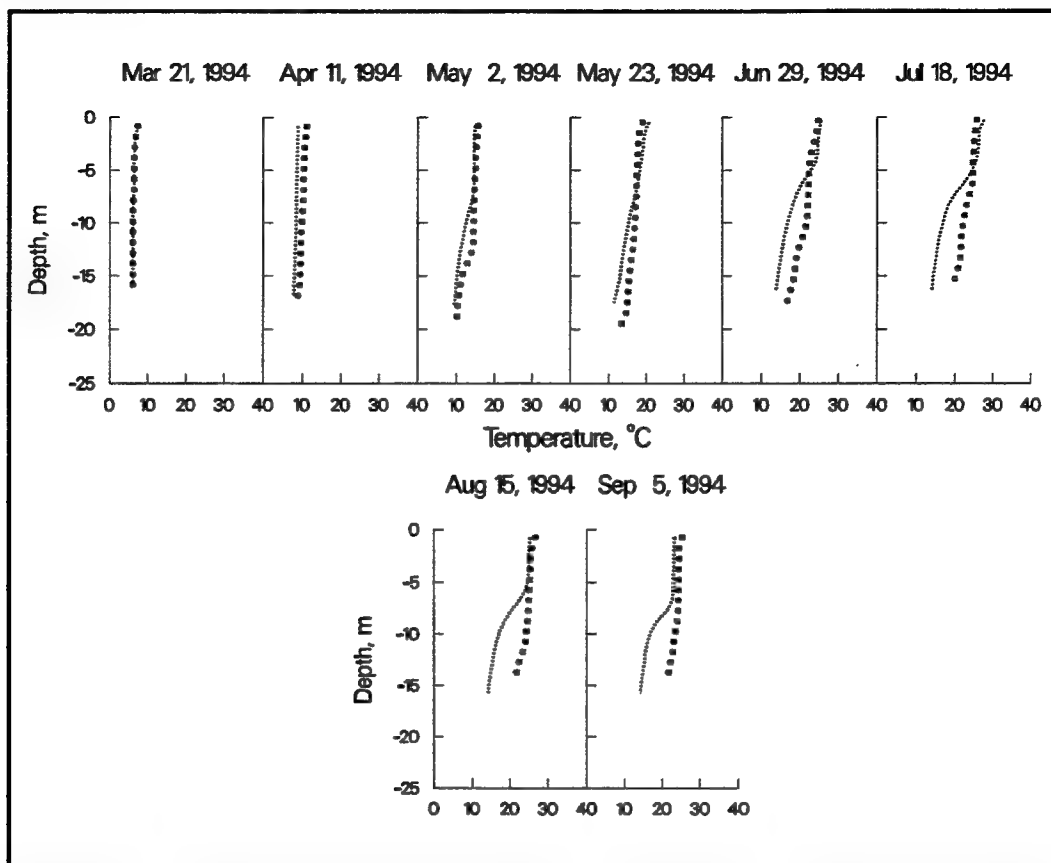 Mar 21, 1994 Apr 11, 1994 May 2, 1994 May 23, 1994 Jun 29, 1994 Jul 18, 1994
0
-5
-10
-15
-20
-25
Depth, m
0 10 20 30 40 10 20 30 40 10 20 30 40 10 20 30 40 10 20 30 40 10 20 30 40
Temperature, °C
Aug 15, 1994 Sep 5, 1994
0
-5
-10
-15
-20
-25
Depth, m
0 10 20 30 40 10 20 30 40